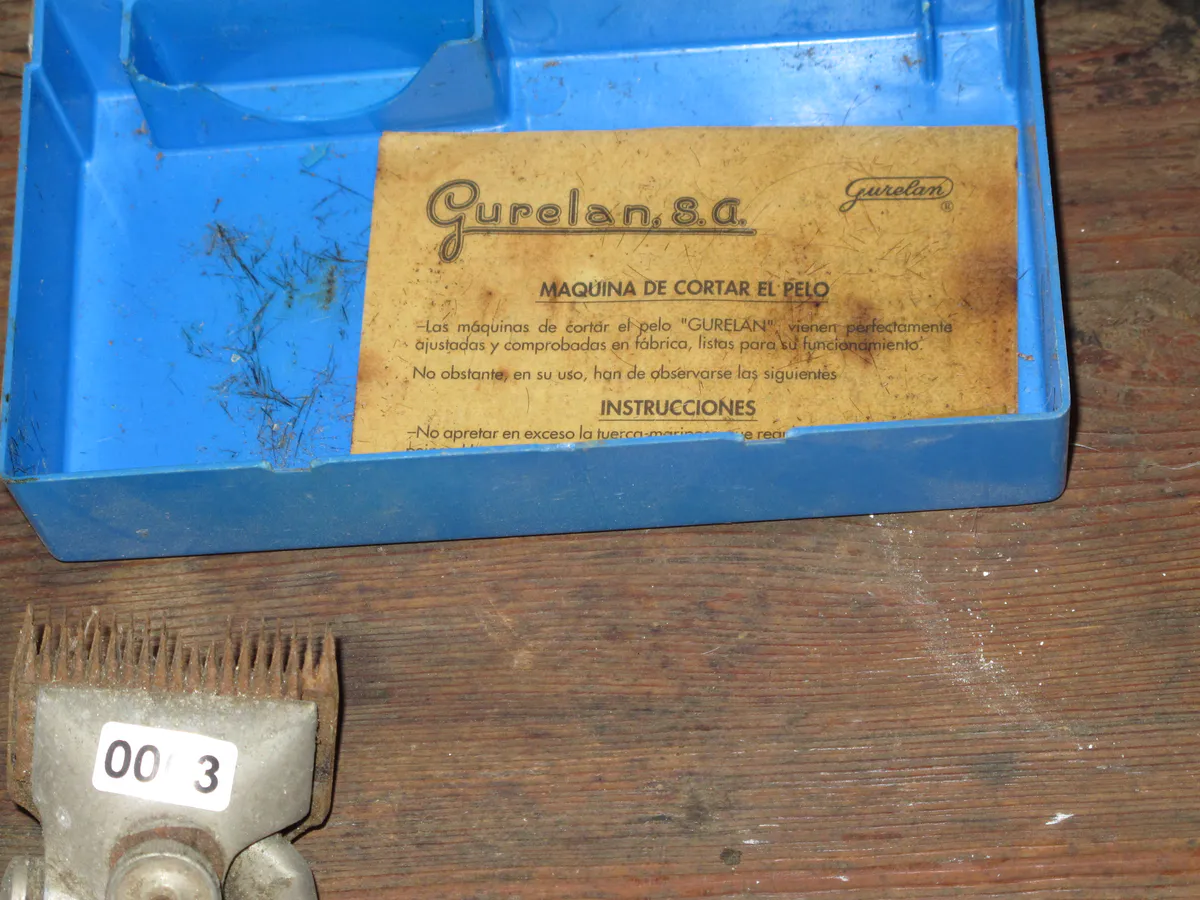 Gurelan, S.A.
Gurelan
MAQUINA DE CORTAR EL PELO
–Las máquinas de cortar el pelo "GURELAN" vienen perfectamente
ajustadas y comprobadas en fábrica, listas para su funcionamiento.
No obstante, en su uso, han de observarse las siguientes
INSTRUCCIONES
–No apretar en exceso la tuerca-
00 3